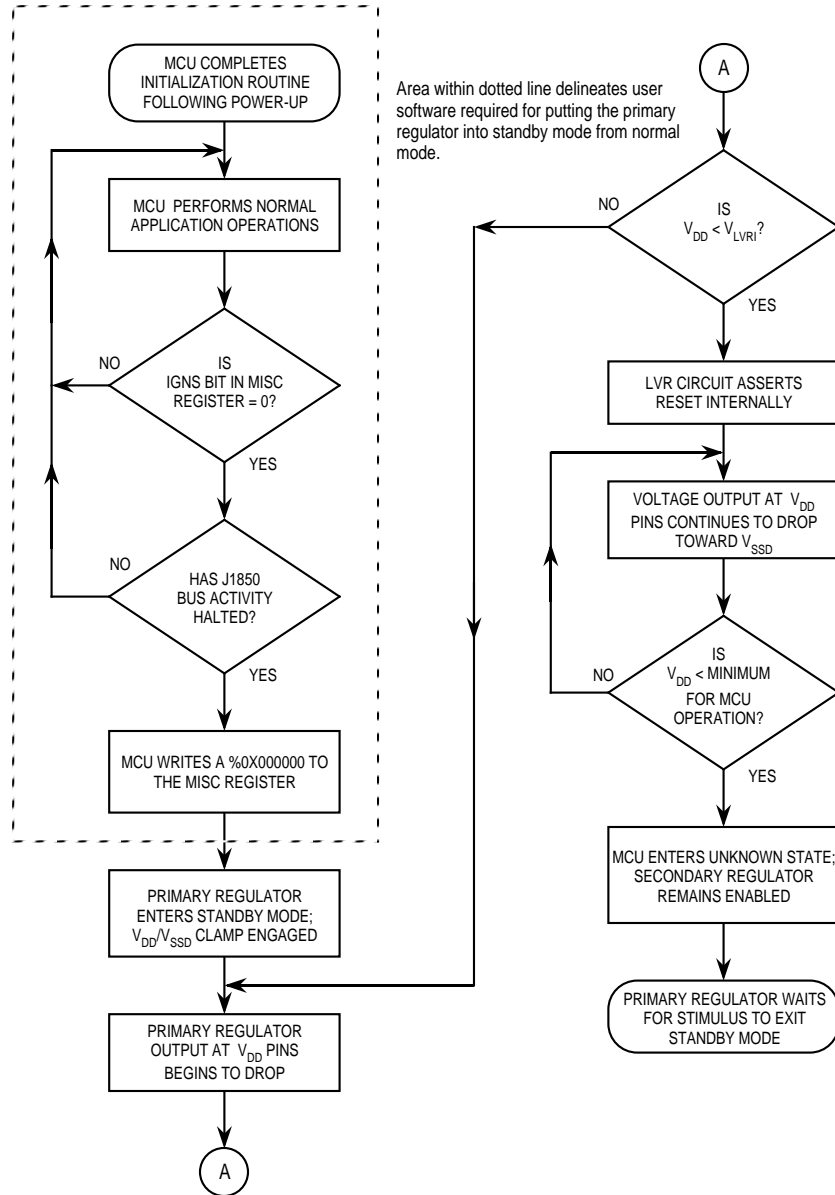 MCU COMPLETES
INITIALIZATION ROUTINE
FOLLOWING POWER-UP
MCU PERFORMS NORMAL
APPLICATION OPERATIONS
NO
IS
IGNS BIT IN MISC
REGISTER = 0?
YES
NO
HAS J1850
BUS ACTIVITY
HALTED?
YES
MCU WRITES A %0X000000 TO
THE MISC REGISTER
PRIMARY REGULATOR
ENTERS STANDBY MODE;
VDD/VSSD CLAMP ENGAGED
PRIMARY REGULATOR
OUTPUT AT VDD PINS
BEGINS TO DROP
A
Area within dotted line delineates user
software required for putting the primary
regulator into standby mode from normal
mode.
A
NO
IS
VDD < VLVRI?
YES
LVR CIRCUIT ASSERTS
RESET INTERNALLY
VOLTAGE OUTPUT AT VDD
PINS CONTINUES TO DROP
TOWARD VSSD
NO
IS
VDD < MINIMUM
FOR MCU
OPERATION?
YES
MCU ENTERS UNKNOWN STATE;
SECONDARY REGULATOR
REMAINS ENABLED
PRIMARY REGULATOR WAITS
FOR STIMULUS TO EXIT
STANDBY MODE